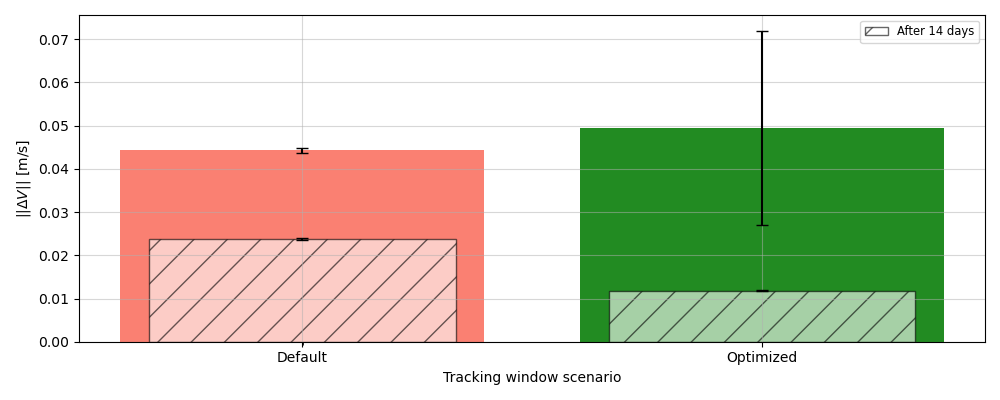 0.07
0.06
0.05
0.04
0.03
0.02
0.01
0.00
||ΔV|| [m/s]
After 14 days
Default
Optimized
Tracking window scenario